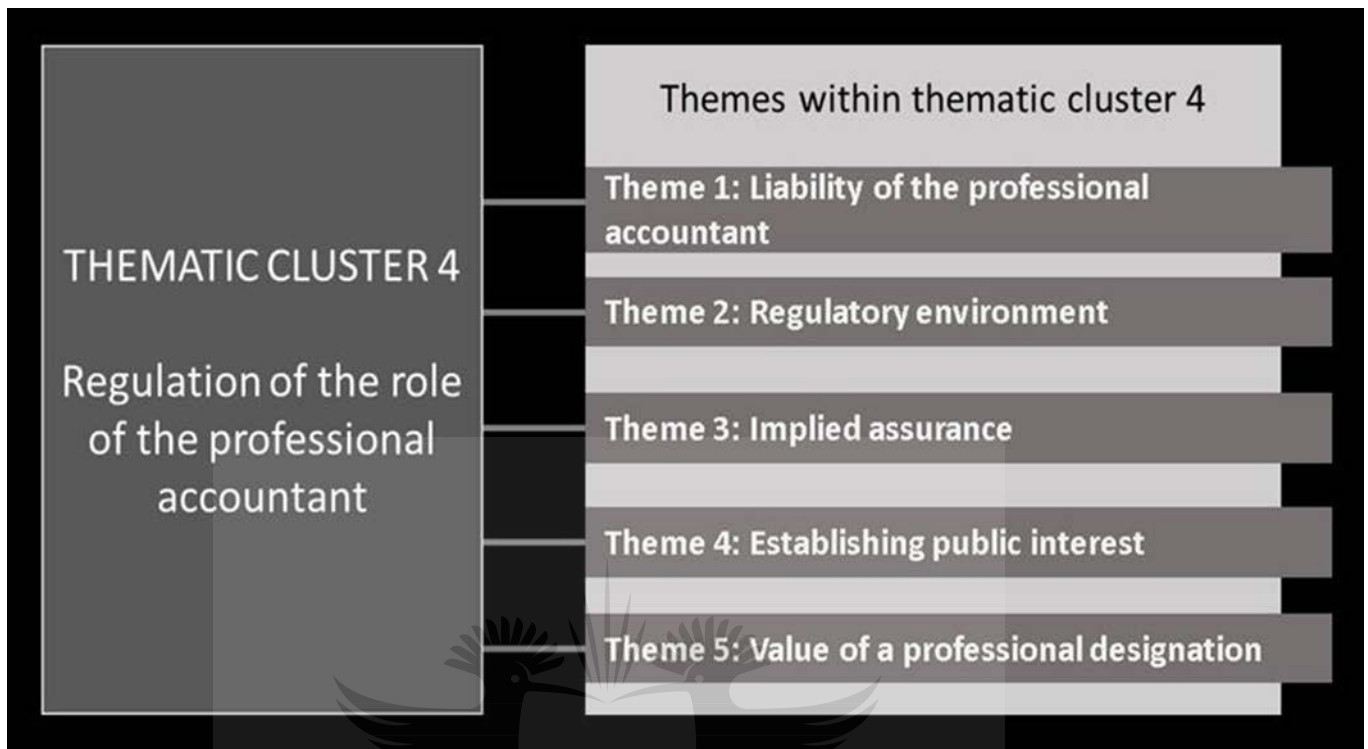 THEMATIC CLUSTER 4
Regulation of the role
of the professional
accountant
Themes within thematic cluster 4
Theme 1: Liability of the professional
accountant
Theme 2: Regulatory environment
Theme 3: Implied assurance
Theme 4: Establishing public interest
Theme 5: Value of a professional designation